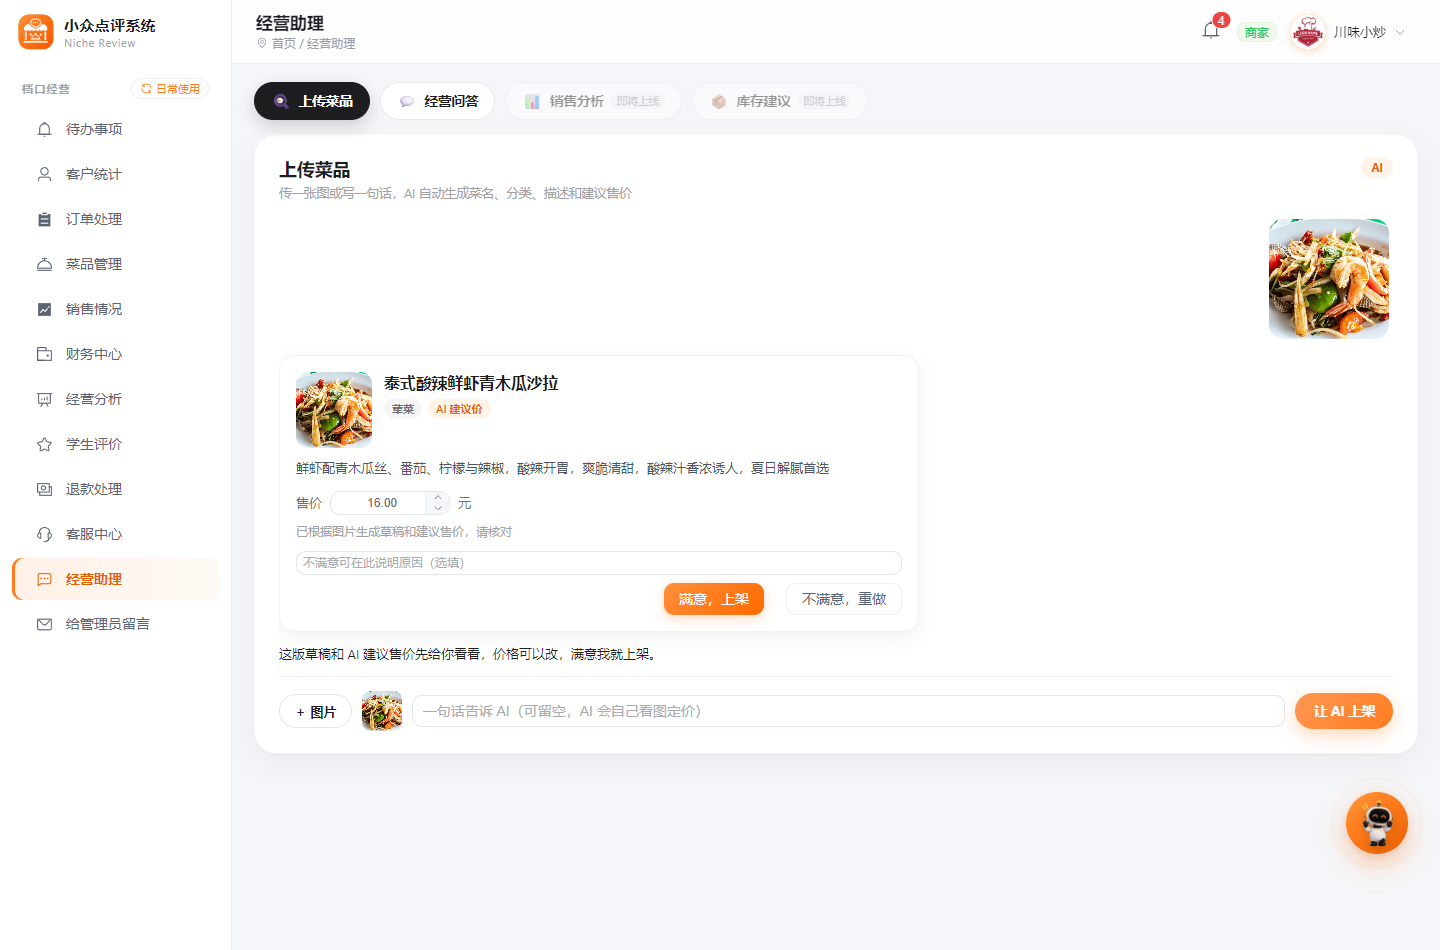 小众点评系统
Niche Review
档口经营
日常使用
待办事项
客户统计
订单处理
菜品管理
销售情况
财务中心
经营分析
学生评价
退款处理
客服中心
经营助理
给管理员留言
经营助理
首页 / 经营助理
4
商家
川味小炒
上传菜品
经营问答
销售分析 即将上线
库存建议 即将上线
上传菜品
AI
传一张图或写一句话，AI 自动生成菜名、分类、描述和建议售价
泰式酸辣鲜虾青木瓜沙拉
荤菜 AI 建议价
鲜虾配青木瓜丝、番茄、柠檬与辣椒，酸辣开胃，爽脆清甜，酸辣汁香浓诱人，夏日解腻首选
售价 16.00 元
已根据图片生成草稿和建议售价，请核对
不满意可在此说明原因（选填）
满意，上架
不满意，重做
这版草稿和 AI 建议售价先给你看看，价格可以改，满意我就上架。
+ 图片
一句话告诉 AI（可留空，AI 会自己看图定价）
让 AI 上架